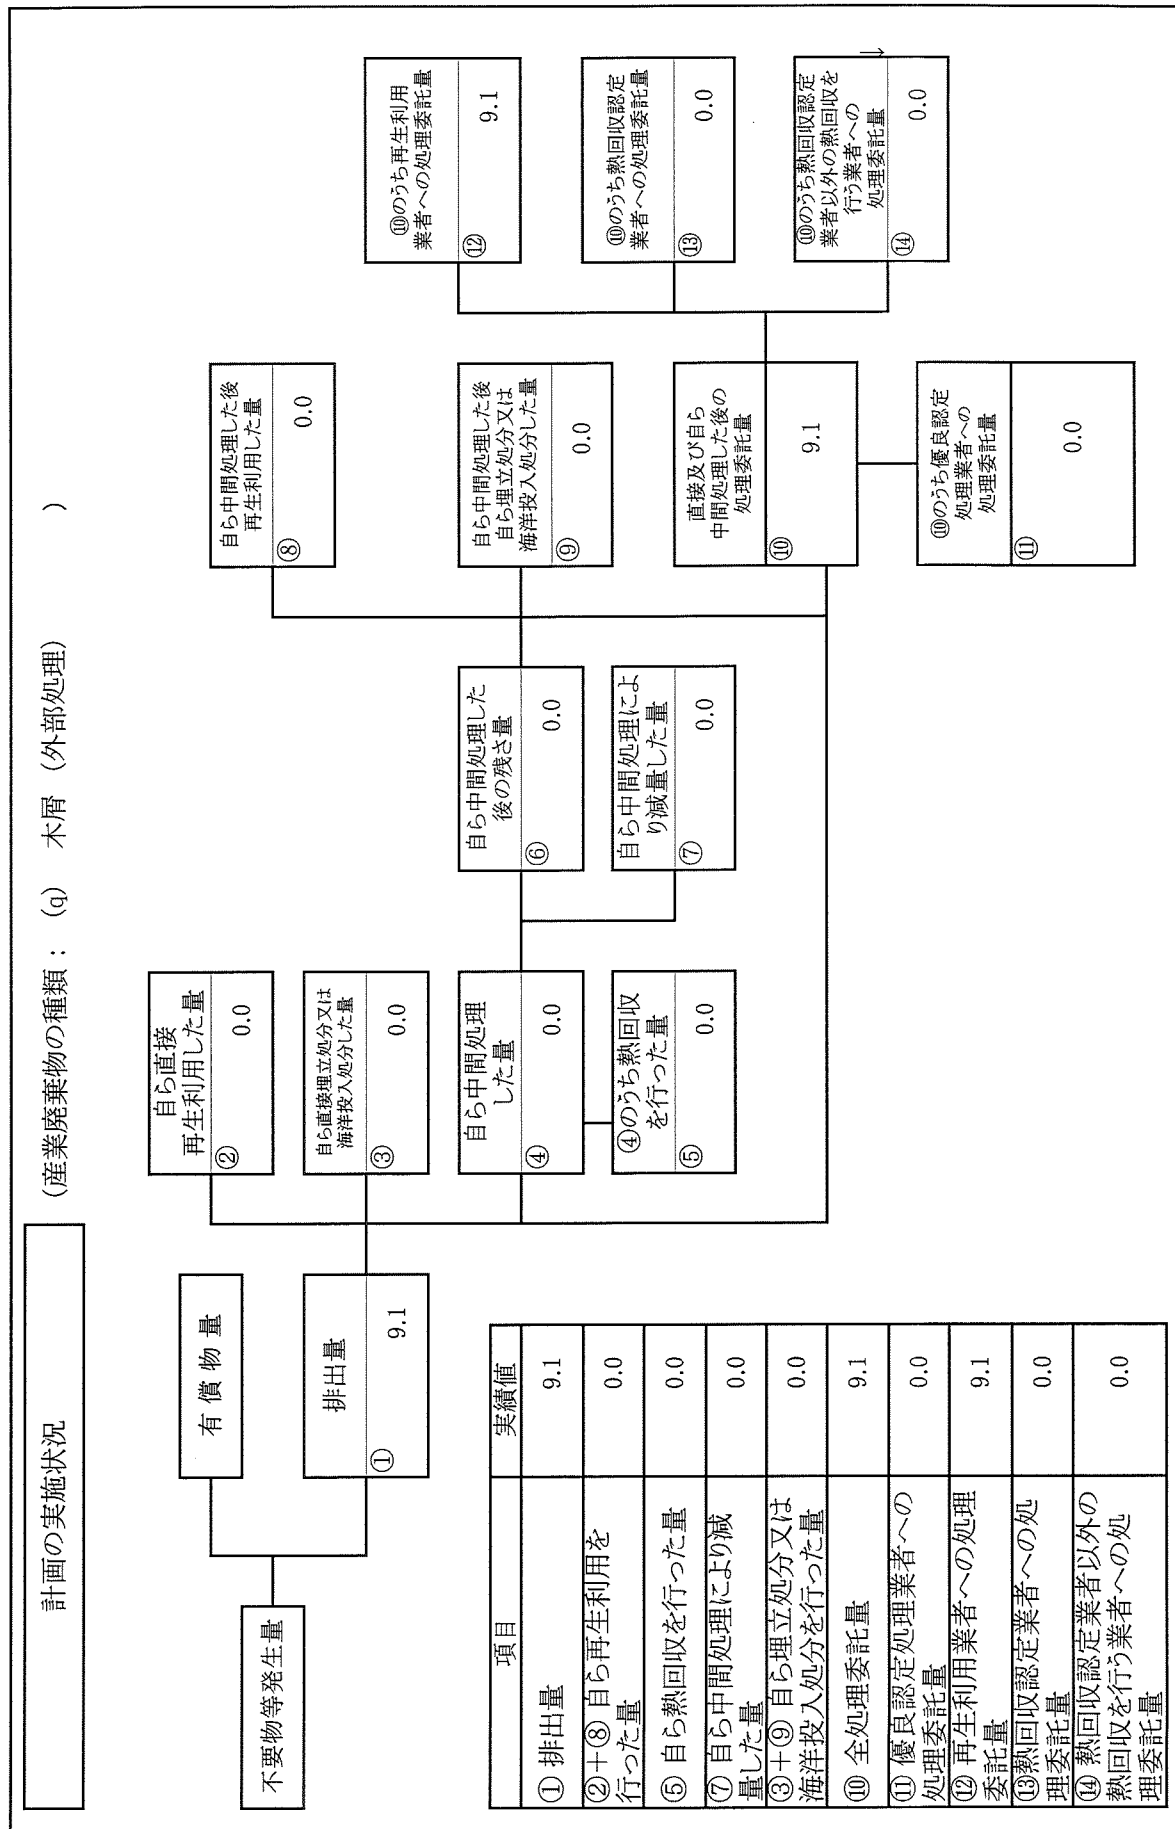 計画の実施状況
(産業廃棄物の種類： (q) 木屑 (外部処理) )
不要物等発生量
有償物量
排出量
① 9.1
自ら直接
再生利用した量
② 0.0
自ら直接埋立処分又は
海洋投入処分した量
③ 0.0
自ら中間処理
した量
④ 0.0
④のうち熱回収
を行った量
⑤ 0.0
自ら中間処理した
後の残さ量
⑥ 0.0
自ら中間処理によ
り減量した量
⑦ 0.0
自ら中間処理した後
再生利用した量
⑧ 0.0
自ら中間処理した後
自ら埋立処分又は
海洋投入処分した量
⑨ 0.0
直接及び自ら
中間処理した後の
処理委託量
⑩ 9.1
⑩のうち優良認定
処理業者への
処理委託量
⑪ 0.0
⑩のうち再生利用
業者への処理委託量
⑫ 9.1
⑩のうち熱回収認定
業者への処理委託量
⑬ 0.0
⑩のうち熱回収認定
業者以外の熱回収を
行う業者への
処理委託量
⑭ 0.0
項目 実績値
① 排出量 9.1
②＋⑧ 自ら再生利用を
行った量 0.0
⑤ 自ら熱回収を行った量 0.0
⑦ 自ら中間処理により減
量した量 0.0
③＋⑨ 自ら埋立処分又は
海洋投入処分を行った量 0.0
⑩ 全処理委託量 9.1
⑪ 優良認定処理業者への
処理委託量 0.0
⑫ 再生利用業者への処理
委託量 9.1
⑬熱回収認定業者への処
理委託量 0.0
⑭ 熱回収認定業者以外の
熱回収を行う業者への処
理委託量 0.0